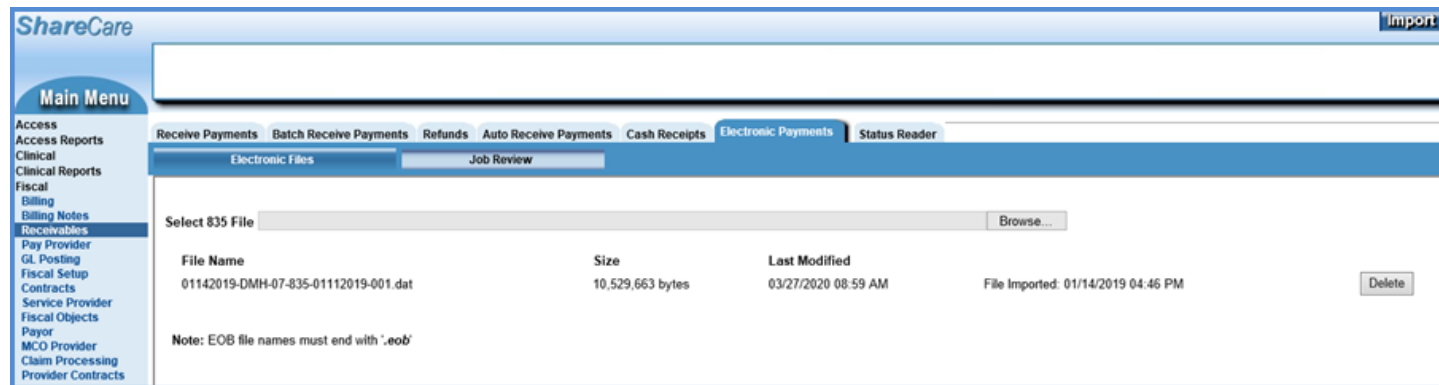 ShareCare
Import
Main Menu
Access
Access Reports
Clinical
Clinical Reports
Fiscal
Billing
Billing Notes
Receivables
Pay Provider
GL Posting
Fiscal Setup
Contracts
Service Provider
Fiscal Objects
Payor
MCO Provider
Claim Processing
Provider Contracts
Receive Payments Batch Receive Payments Refunds Auto Receive Payments Cash Receipts Electronic Payments Status Reader
Electronic Files Job Review
Select 835 File Browse...
File Name Size Last Modified
01142019-DMH-07-835-01112019-001.dat 10,529,663 bytes 03/27/2020 08:59 AM File Imported: 01/14/2019 04:46 PM Delete
Note: EOB file names must end with '.eob'